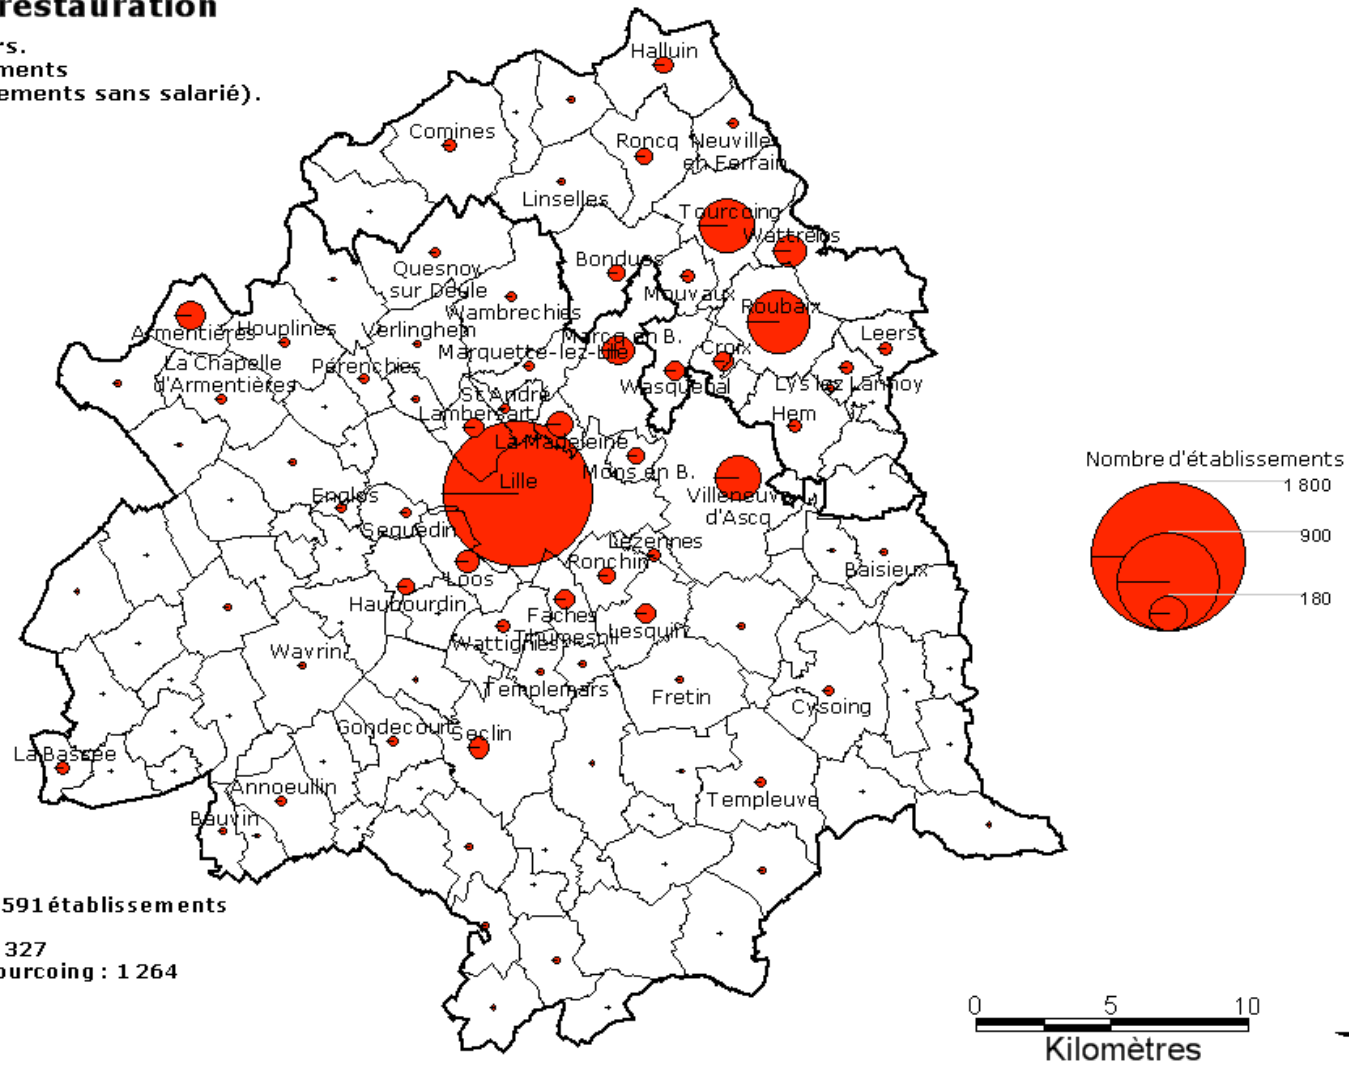 restauration
rs.
ments
ements sans salarié).
Halluin
Comines
Roncq
Neuville
en Ferrain
Linselles
Tourcoing
Wattrelos
Bondues
Quesnoy
sur Deûle
Mouvaux
Wambrechies
Roubaix
Armentières
Houplines
Verlinghem
Marcq en B.
Leers
Marquette-lez-Lille
Croix
La Chapelle
d'Armentières
Pérenchies
Wasquehal
Lys lez Lannoy
St André
Lambersart
Hem
La Madeleine
Mons en B.
Lille
Englos
Villeneuve
d'Ascq
Sequedin
Lezennes
Ronchin
Baisieux
Loos
Haubourdin
Faches
Thumesnil
Lesquin
Wattignies
Wavrin
Templemars
Fretin
Cysoing
Gondecourt
Seclin
La Bassée
Annoeullin
Templeuve
Bauvin
Nombre d'établissements
1 800
900
180
591 établissements
327
ourcoing : 1 264
0 5 10
Kilomètres